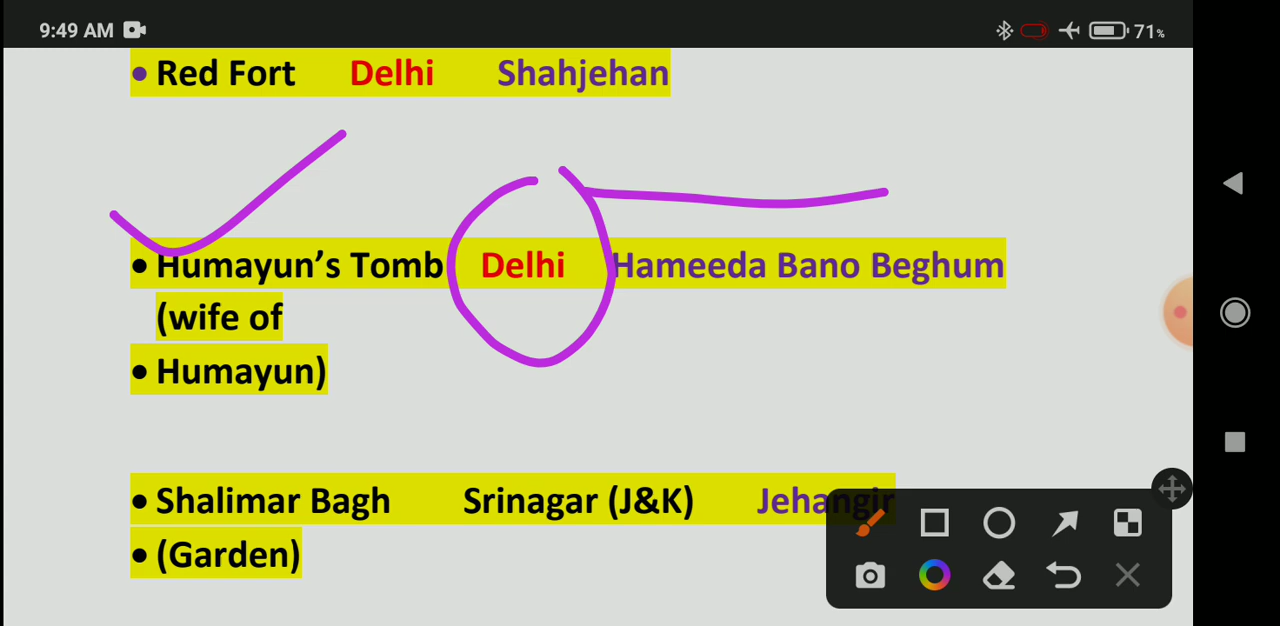 9:49 AM 71%
• Red Fort Delhi Shahjehan
• Humayun’s Tomb Delhi Hameeda Bano Beghum
(wife of
• Humayun)
• Shalimar Bagh Srinagar (J&K) Jehangir
• (Garden)